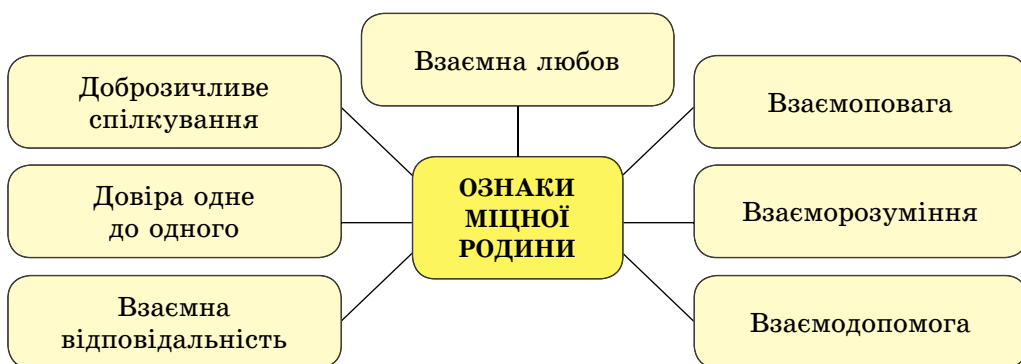 Взаємна любов
Доброзичливе
спілкування
Взаємоповага
ОЗНАКИ
МІЦНОЇ
РОДИНИ
Довіра одне
до одного
Взаєморозуміння
Взаємна
відповідальність
Взаємодопомога